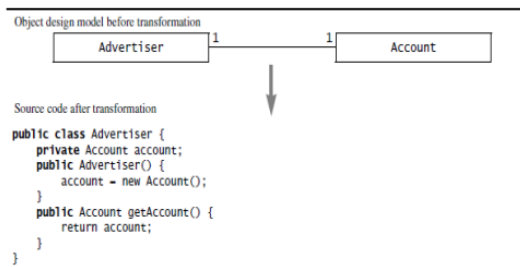 Object design model before transformation
Advertiser 1 1 Account
Source code after transformation
public class Advertiser {
    private Account account;
    public Advertiser() {
        account = new Account();
    }
    public Account getAccount() {
        return account;
    }
}